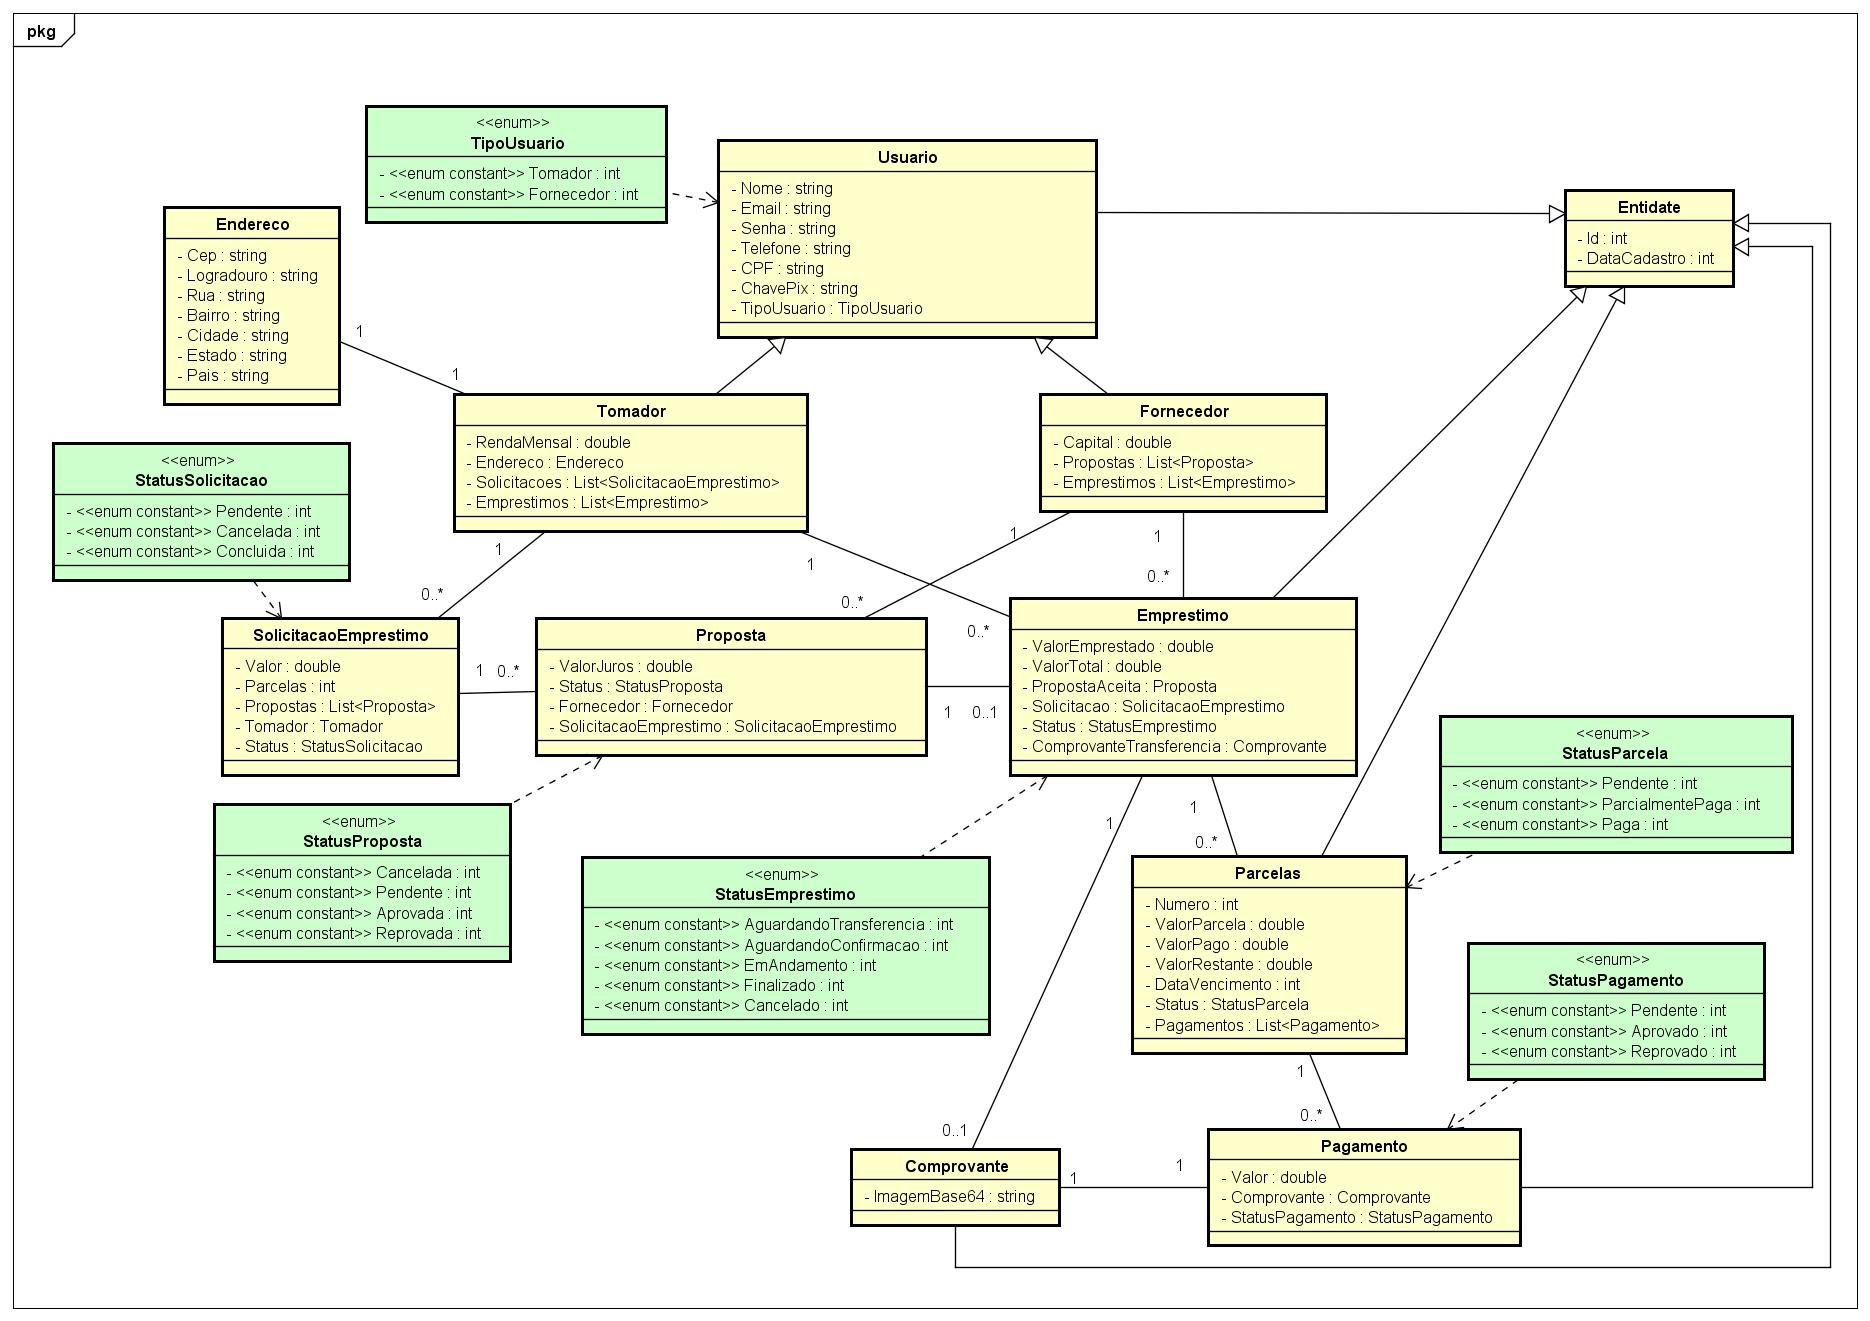 pkg
<<enum>>
TipoUsuario
- <<enum constant>> Tomador : int
- <<enum constant>> Fornecedor : int
Usuario
- Nome : string
- Email : string
- Senha : string
- Telefone : string
- CPF : string
- ChavePix : string
- TipoUsuario : TipoUsuario
Entidate
- Id : int
- DataCadastro : int
Endereco
- Cep : string
- Logradouro : string
- Rua : string
- Bairro : string
- Cidade : string
- Estado : string
- Pais : string
1
1
Tomador
- RendaMensal : double
- Endereco : Endereco
- Solicitacoes : List<SolicitacaoEmprestimo>
- Emprestimos : List<Emprestimo>
Fornecedor
- Capital : double
- Propostas : List<Proposta>
- Emprestimos : List<Emprestimo>
<<enum>>
StatusSolicitacao
- <<enum constant>> Pendente : int
- <<enum constant>> Cancelada : int
- <<enum constant>> Concluida : int
1
0..*
1
0..*
1
0..*
1
0..*
SolicitacaoEmprestimo
- Valor : double
- Parcelas : int
- Propostas : List<Proposta>
- Tomador : Tomador
- Status : StatusSolicitacao
1
0..*
Proposta
- ValorJuros : double
- Status : StatusProposta
- Fornecedor : Fornecedor
- SolicitacaoEmprestimo : SolicitacaoEmprestimo
1
0..1
Emprestimo
- ValorEmprestado : double
- ValorTotal : double
- PropostaAceita : Proposta
- Solicitacao : SolicitacaoEmprestimo
- Status : StatusEmprestimo
- ComprovanteTransferencia : Comprovante
<<enum>>
StatusParcela
- <<enum constant>> Pendente : int
- <<enum constant>> ParcialmentePaga : int
- <<enum constant>> Paga : int
<<enum>>
StatusProposta
- <<enum constant>> Cancelada : int
- <<enum constant>> Pendente : int
- <<enum constant>> Aprovada : int
- <<enum constant>> Reprovada : int
<<enum>>
StatusEmprestimo
- <<enum constant>> AguardandoTransferencia : int
- <<enum constant>> AguardandoConfirmacao : int
- <<enum constant>> EmAndamento : int
- <<enum constant>> Finalizado : int
- <<enum constant>> Cancelado : int
1
1
0..*
Parcelas
- Numero : int
- ValorParcela : double
- ValorPago : double
- ValorRestante : double
- DataVencimento : int
- Status : StatusParcela
- Pagamentos : List<Pagamento>
<<enum>>
StatusPagamento
- <<enum constant>> Pendente : int
- <<enum constant>> Aprovado : int
- <<enum constant>> Reprovado : int
1
0..*
0..1
Comprovante
- ImagemBase64 : string
1
1
Pagamento
- Valor : double
- Comprovante : Comprovante
- StatusPagamento : StatusPagamento